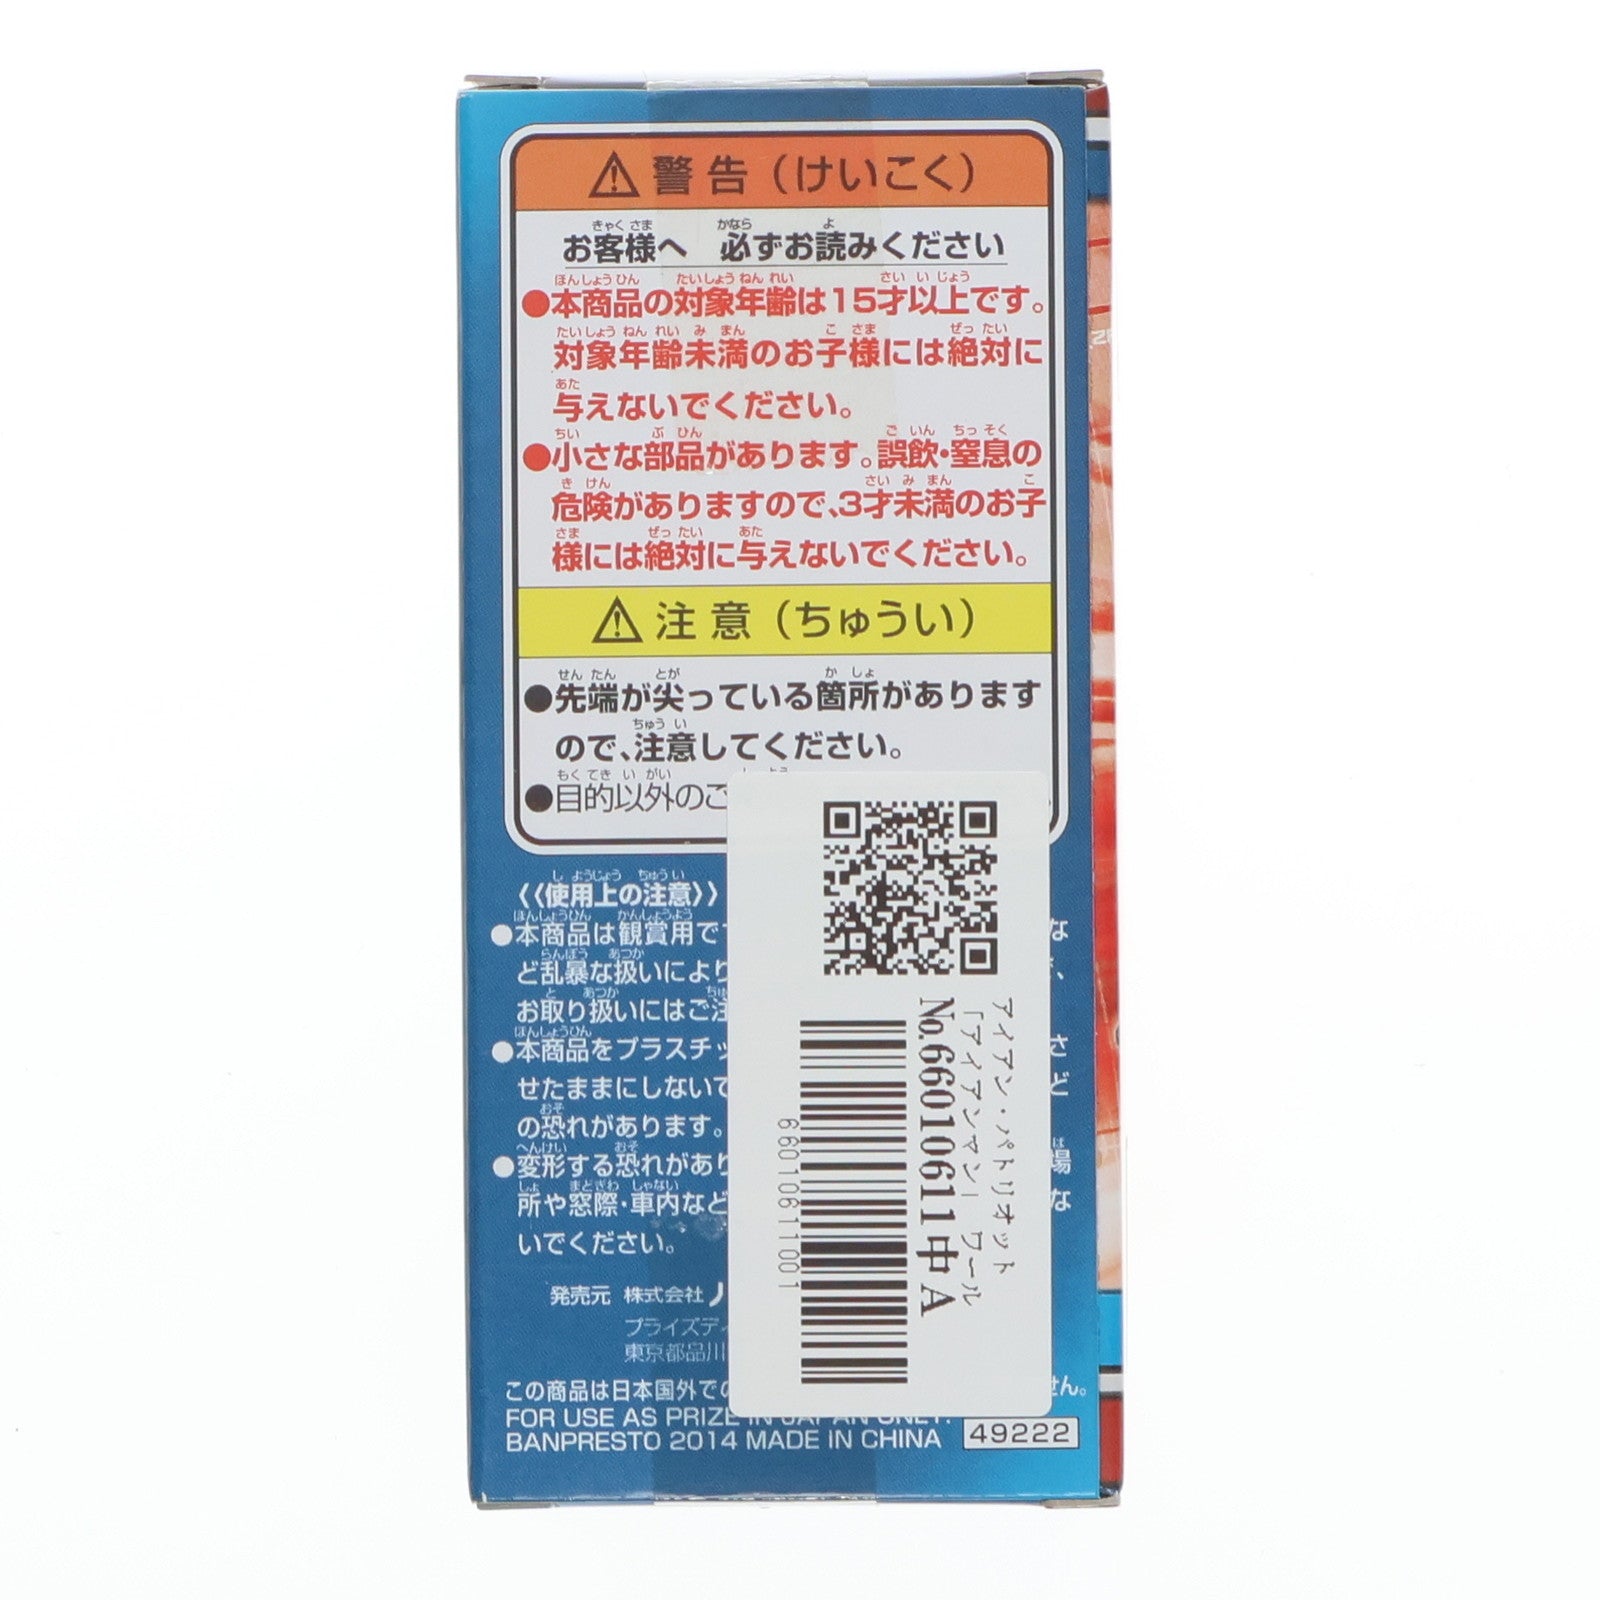 警告（けいこく）
お客様へ 必ずお読みください
●本商品の対象年齢は15才以上です。
対象年齢未満のお子様には絶対に
与えないでください。
●小さな部品があります。誤飲・窒息の
危険がありますので、3才未満のお子
様には絶対に与えないでください。
注意（ちゅうい）
●先端が尖っている箇所があります
ので、注意してください。
●目的以外のご
《使用上の注意》
●本商品は観賞用で
な
ど乱暴な扱いにより
、
お取り扱いにはご注
●本商品をプラスチッ
さ
せたままにしないで
ど
の恐れがあります。
●変形する恐れがあり
場
所や窓際・車内など
な
いでください。
発売元 株式会社
プライズデ
東京都品川
この商品は日本国外での
せん。
FOR USE AS PRIZE IN JAPAN ONLY.
BANPRESTO 2014 MADE IN CHINA
49222
アイアン・パトリオット
「アイアンマン」 ワール
No.66010611中A
6601061１001